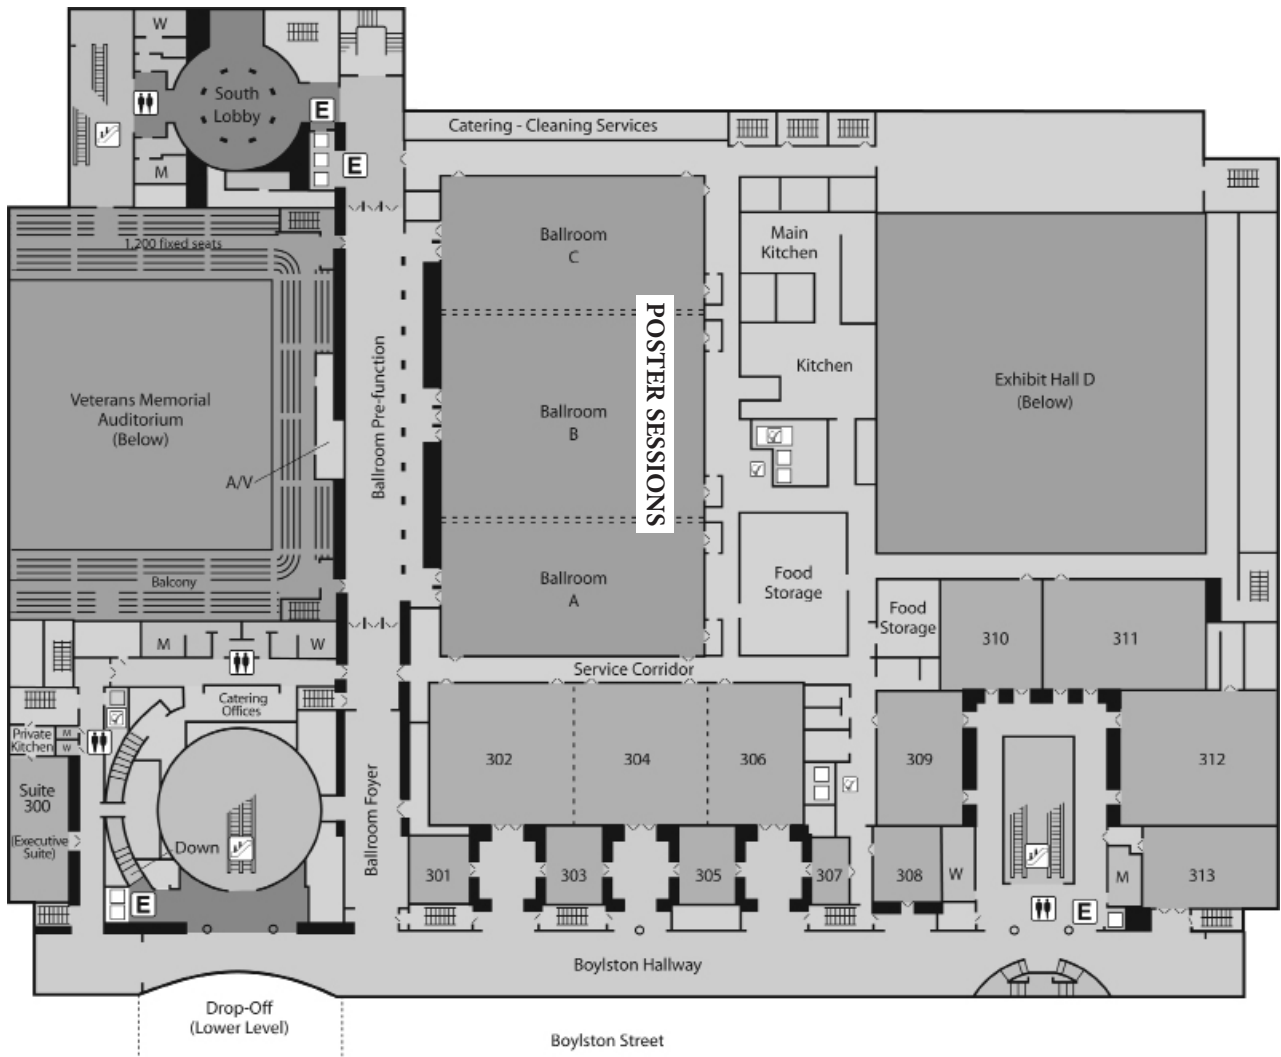 W
South
Lobby
E
E
M
Catering - Cleaning Services
1,200 fixed seats
Ballroom
C
Main
Kitchen
Kitchen
POSTER SESSIONS
Ballroom Pre-function
Veterans Memorial
Auditorium
(Below)
A/V
Ballroom
B
Exhibit Hall D
(Below)
Balcony
Ballroom
A
Food
Storage
Food
Storage
310
311
M
W
Service Corridor
Catering
Offices
Private
Kitchen
M
W
Suite
300
(Executive
Suite)
Down
E
Ballroom Foyer
302
304
306
309
312
301
303
305
307
308
W
M
313
E
Boylston Hallway
Drop-Off
(Lower Level)
Boylston Street